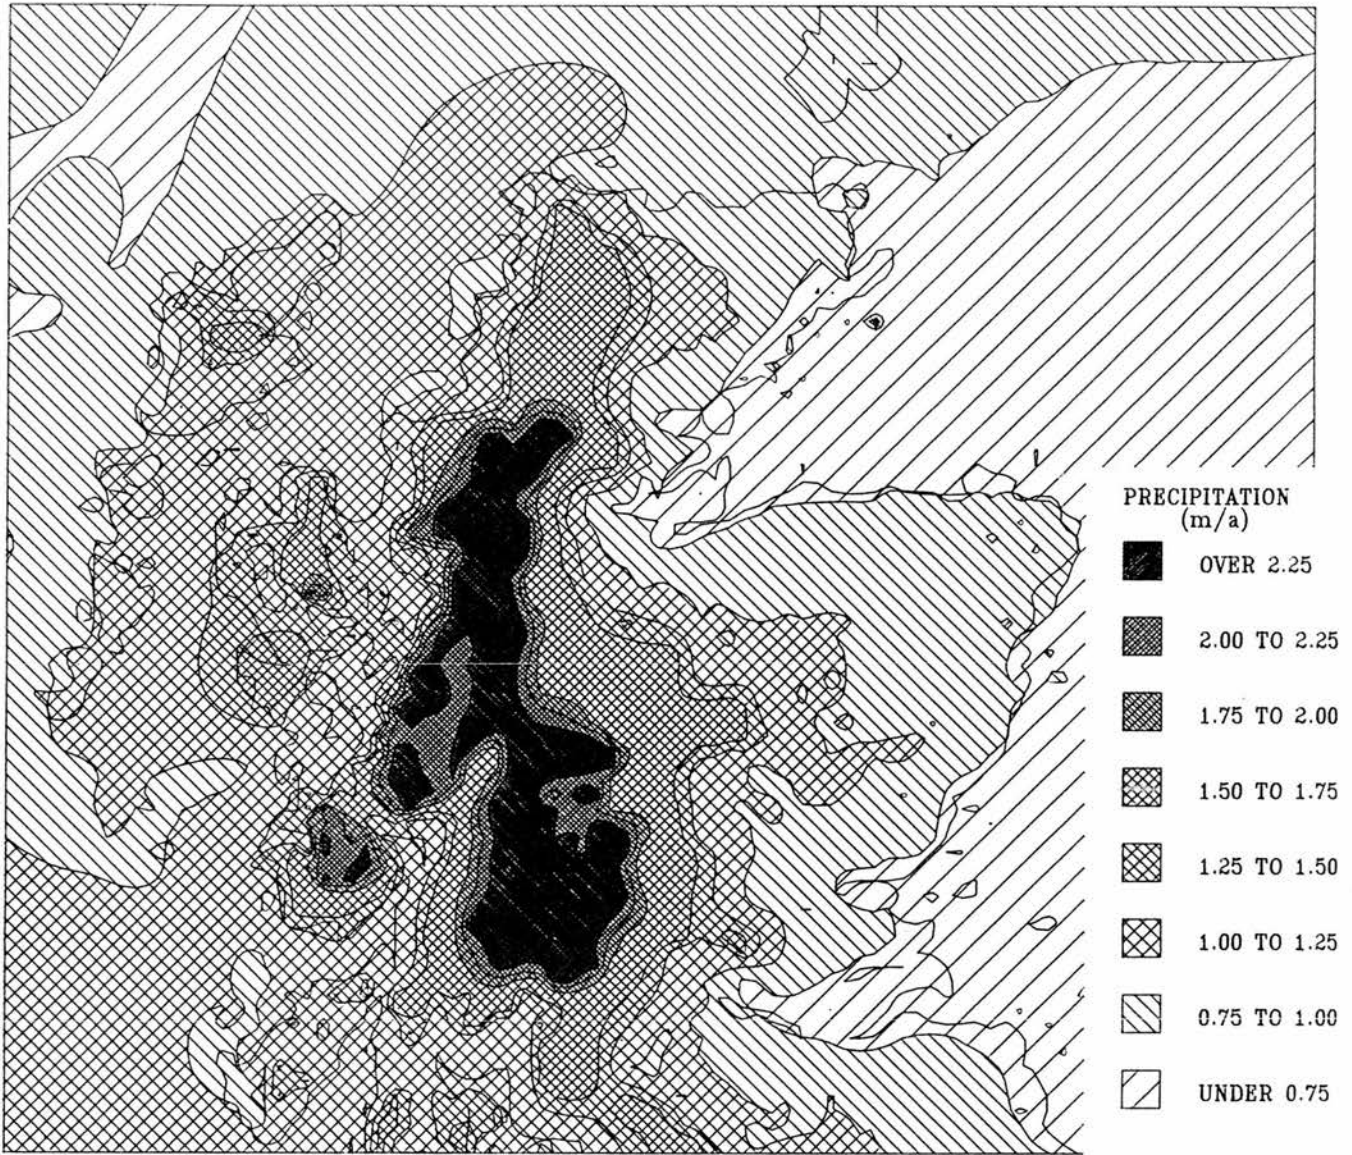 PRECIPITATION
(m/a)
OVER 2.25
2.00 TO 2.25
1.75 TO 2.00
1.50 TO 1.75
1.25 TO 1.50
1.00 TO 1.25
0.75 TO 1.00
UNDER 0.75